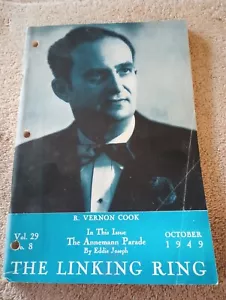 R. VERNON COOK
In This Issue
The Annemann Parade
By Eddie Joseph
Vol. 29
No. 8
OCTOBER
1949
THE LINKING RING